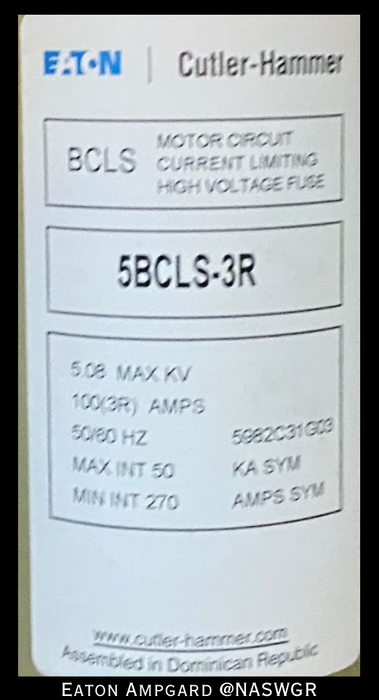 EATON | Cutler-Hammer
BCLS
MOTOR CIRCUIT
CURRENT LIMITING
HIGH VOLTAGE FUSE
5BCLS-3R
5.08 MAX KV
100(3R) AMPS
50/60 HZ 5982C31G03
MAX INT 50 KA SYM
MIN INT 270 AMPS SYM
www.cutler-hammer.com
Assembled in Dominican Republic
EATON AMPGARD @NASWGR